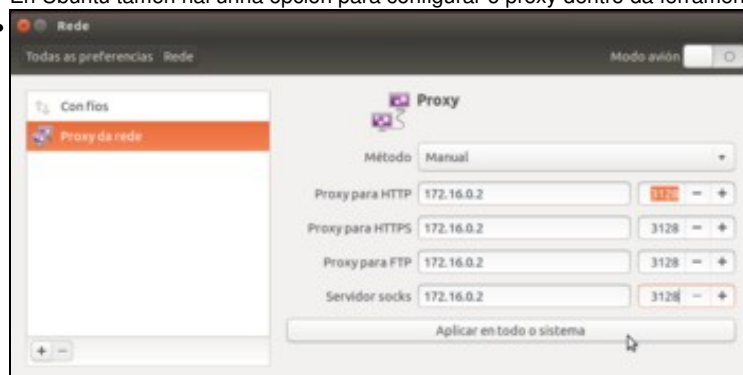 En Ubuntu tamén hai unha opción para configurar o proxy dentro da ferramen
Rede
Todas as preferencias Rede
Modo avión
Con fíos
Proxy da rede
Proxy
Método Manual
Proxy para HTTP 172.16.0.2 3128 - +
Proxy para HTTPS 172.16.0.2 3128 - +
Proxy para FTP 172.16.0.2 3128 - +
Servidor socks 172.16.0.2 3128 - +
Aplicar en todo o sistema
+ -